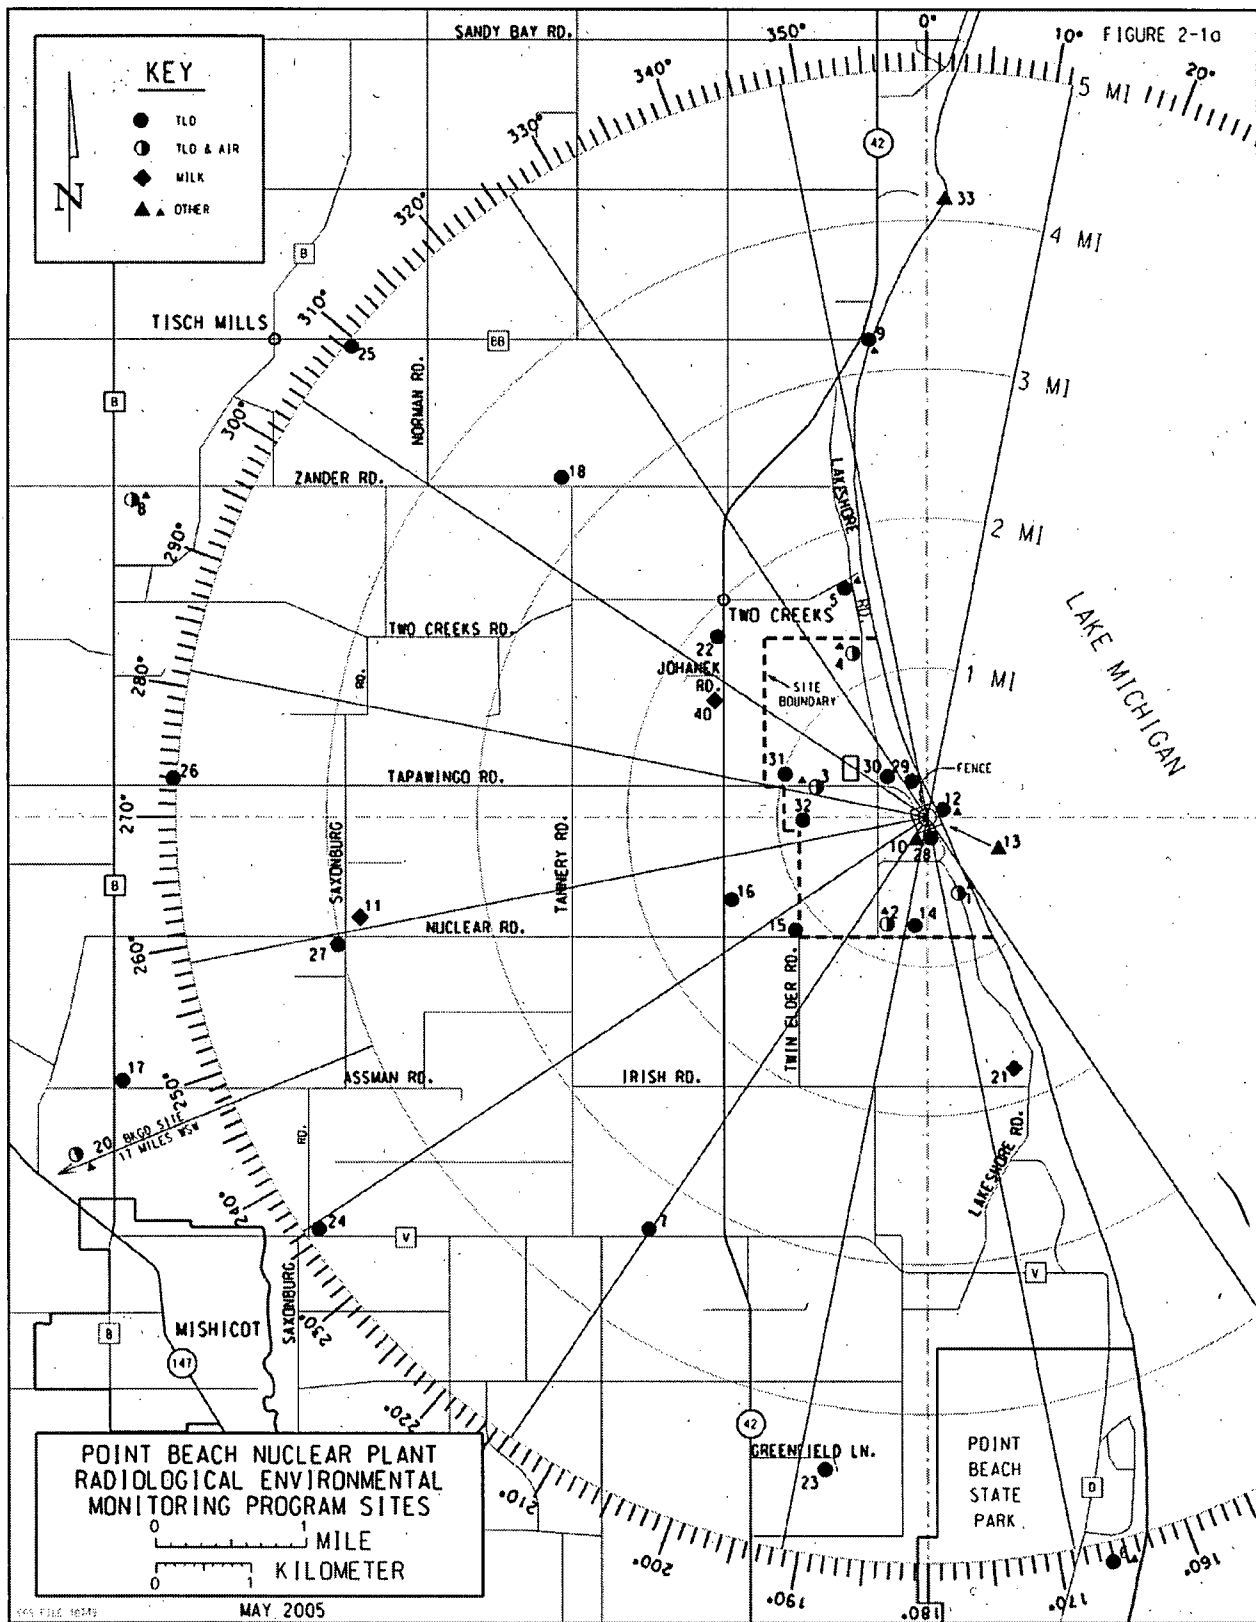 SANDY BAY RD.
350°
0°
10°
FIGURE 2-1a
20°
5 MI
KEY
TLD
TLD & AIR
MILK
OTHER
N
340°
330°
320°
310°
300°
290°
280°
270°
260°
250°
240°
230°
220°
210°
200°
190°
180°
170°
160°
42
33
4 MI
B
TISCH MILLS
25
BB
9
3 MI
B
NORMAN RD.
18
ZANDER RD.
8
LAKESHORE
RD.
2 MI
5
TWO CREEKS
TWO CREEKS RD.
22
4
JOHANEK
RD.
40
SITE
BOUNDARY
1 MI
LAKE MICHIGAN
RD.
26
TAPAWINGO RD.
31
3
30
29
FENCE
32
12
10
28
13
SAXONBURG
TANNERY RD.
B
11
16
1
2
14
NUCLEAR RD.
15
27
TWIN ELDER RD.
17
ASSMAN RD.
IRISH RD.
21
20
BKGD SITE
17 MILES WSW
RD.
LAKESHORE RD.
24
V
7
V
SAXONBURG
B
MISHICOT
147
42
GREENFIELD LN.
23
POINT
BEACH
STATE
PARK
D
6
POINT BEACH NUCLEAR PLANT
RADIOLOGICAL ENVIRONMENTAL
MONITORING PROGRAM SITES
0 1
MILE
KILOMETER
0 1
MAY 2005